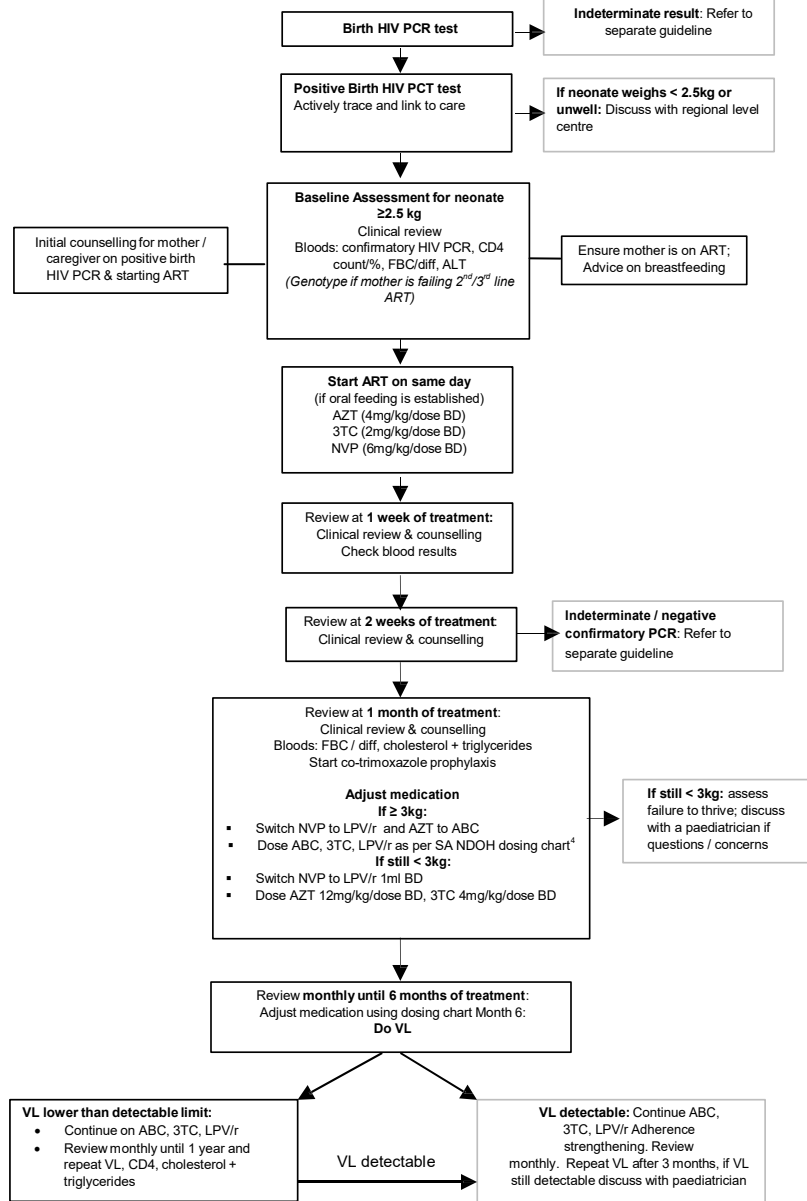 Birth HIV PCR test
Indeterminate result: Refer to
separate guideline
Positive Birth HIV PCT test
Actively trace and link to care
If neonate weighs < 2.5kg or
unwell: Discuss with regional level
centre
Baseline Assessment for neonate
≥2.5 kg
Clinical review
Bloods: confirmatory HIV PCR, CD4
count/%, FBC/diff, ALT
(Genotype if mother is failing 2nd/3rd line
ART)
Initial counselling for mother /
caregiver on positive birth
HIV PCR & starting ART
Ensure mother is on ART;
Advice on breastfeeding
Start ART on same day
(if oral feeding is established)
AZT (4mg/kg/dose BD)
3TC (2mg/kg/dose BD)
NVP (6mg/kg/dose BD)
Review at 1 week of treatment:
Clinical review & counselling
Check blood results
Review at 2 weeks of treatment:
Clinical review & counselling
Indeterminate / negative
confirmatory PCR: Refer to
separate guideline
Review at 1 month of treatment:
Clinical review & counselling
Bloods: FBC / diff, cholesterol + triglycerides
Start co-trimoxazole prophylaxis
Adjust medication
If ≥ 3kg:
▪ Switch NVP to LPV/r and AZT to ABC
▪ Dose ABC, 3TC, LPV/r as per SA NDOH dosing chart4
If still < 3kg:
▪ Switch NVP to LPV/r 1ml BD
▪ Dose AZT 12mg/kg/dose BD, 3TC 4mg/kg/dose BD
If still < 3kg: assess
failure to thrive; discuss
with a paediatrician if
questions / concerns
Review monthly until 6 months of treatment:
Adjust medication using dosing chart Month 6:
Do VL
VL lower than detectable limit:
• Continue on ABC, 3TC, LPV/r
• Review monthly until 1 year and
repeat VL, CD4, cholesterol +
triglycerides
VL detectable
VL detectable: Continue ABC,
3TC, LPV/r Adherence
strengthening. Review
monthly. Repeat VL after 3 months, if VL
still detectable discuss with paediatrician